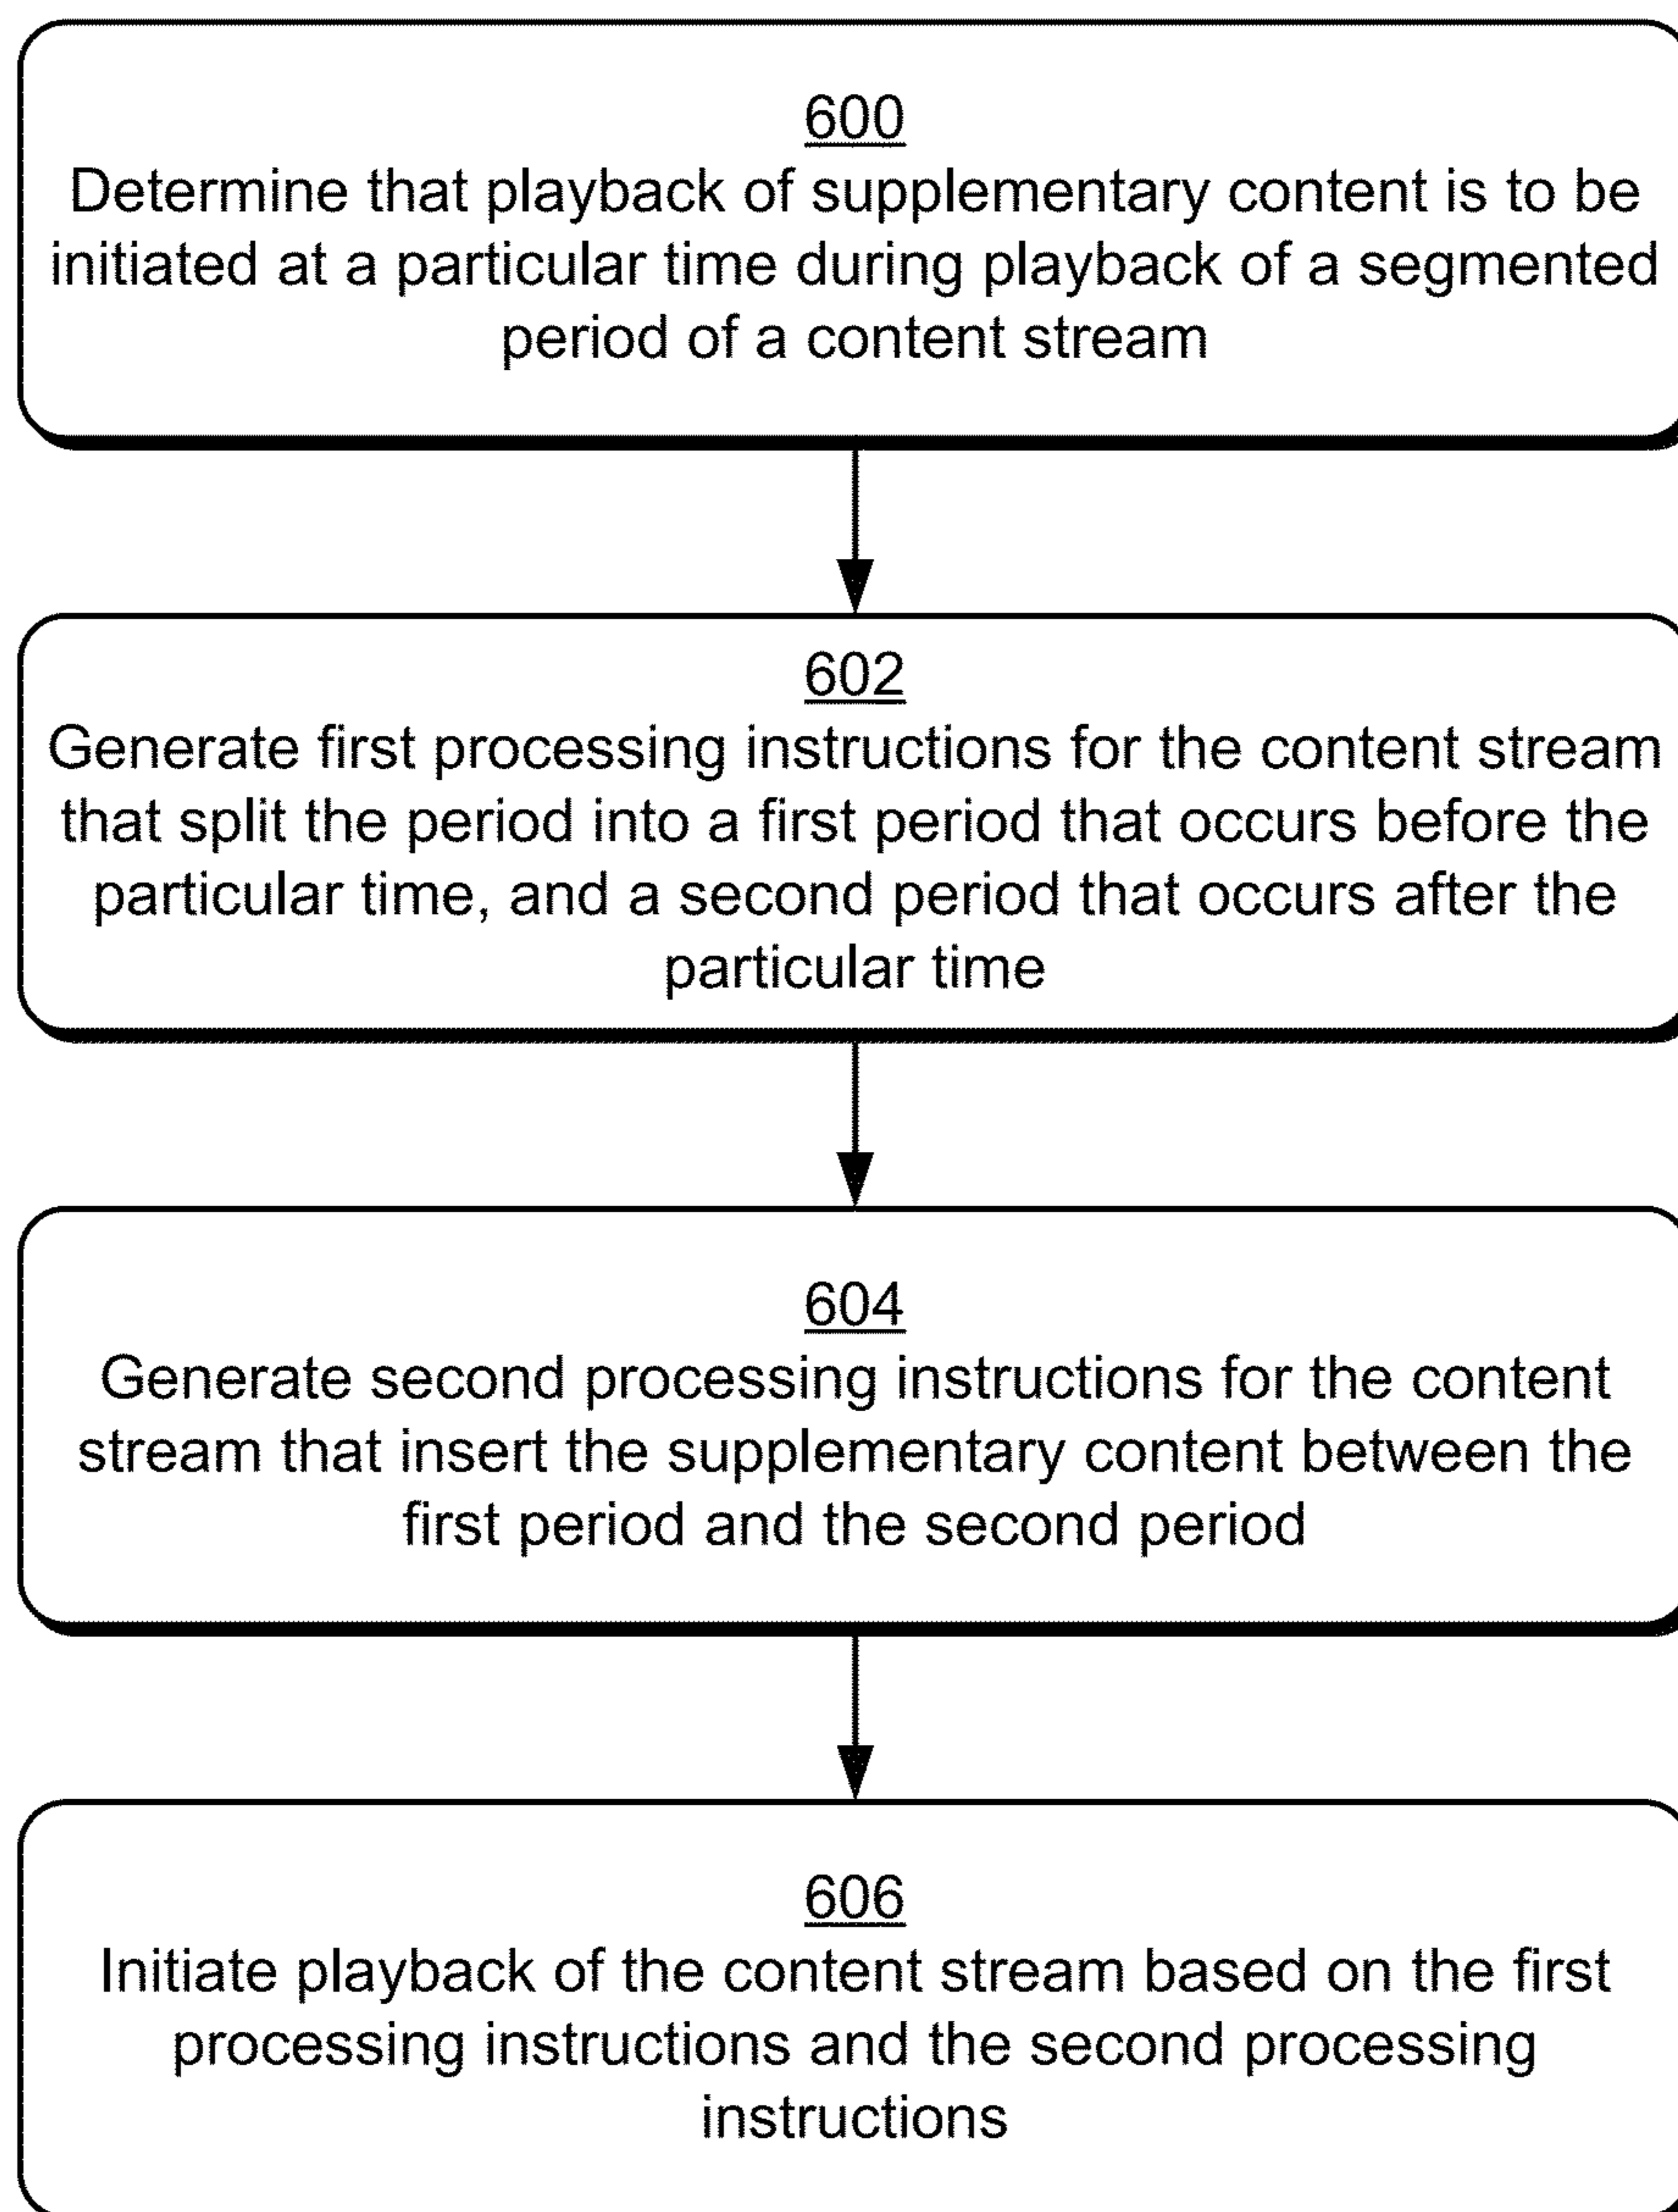 600
Determine that playback of supplementary content is to be
initiated at a particular time during playback of a segmented
period of a content stream
602
Generate first processing instructions for the content stream
that split the period into a first period that occurs before the
particular time, and a second period that occurs after the
particular time
604
Generate second processing instructions for the content
stream that insert the supplementary content between the
first period and the second period
606
Initiate playback of the content stream based on the first
processing instructions and the second processing
instructions